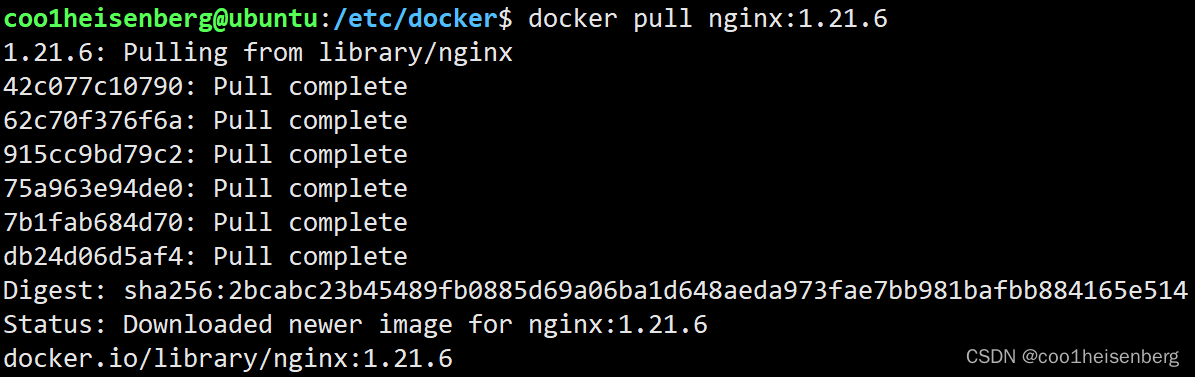 coo1heisenberg@ubuntu:/etc/docker$ docker pull nginx:1.21.6
1.21.6: Pulling from library/nginx
42c077c10790: Pull complete
62c70f376f6a: Pull complete
915cc9bd79c2: Pull complete
75a963e94de0: Pull complete
7b1fab684d70: Pull complete
db24d06d5af4: Pull complete
Digest: sha256:2bcabc23b45489fb0885d69a06ba1d648aeda973fae7bb981bafbb884165e514
Status: Downloaded newer image for nginx:1.21.6
docker.io/library/nginx:1.21.6
CSDN @coo1heisenberg